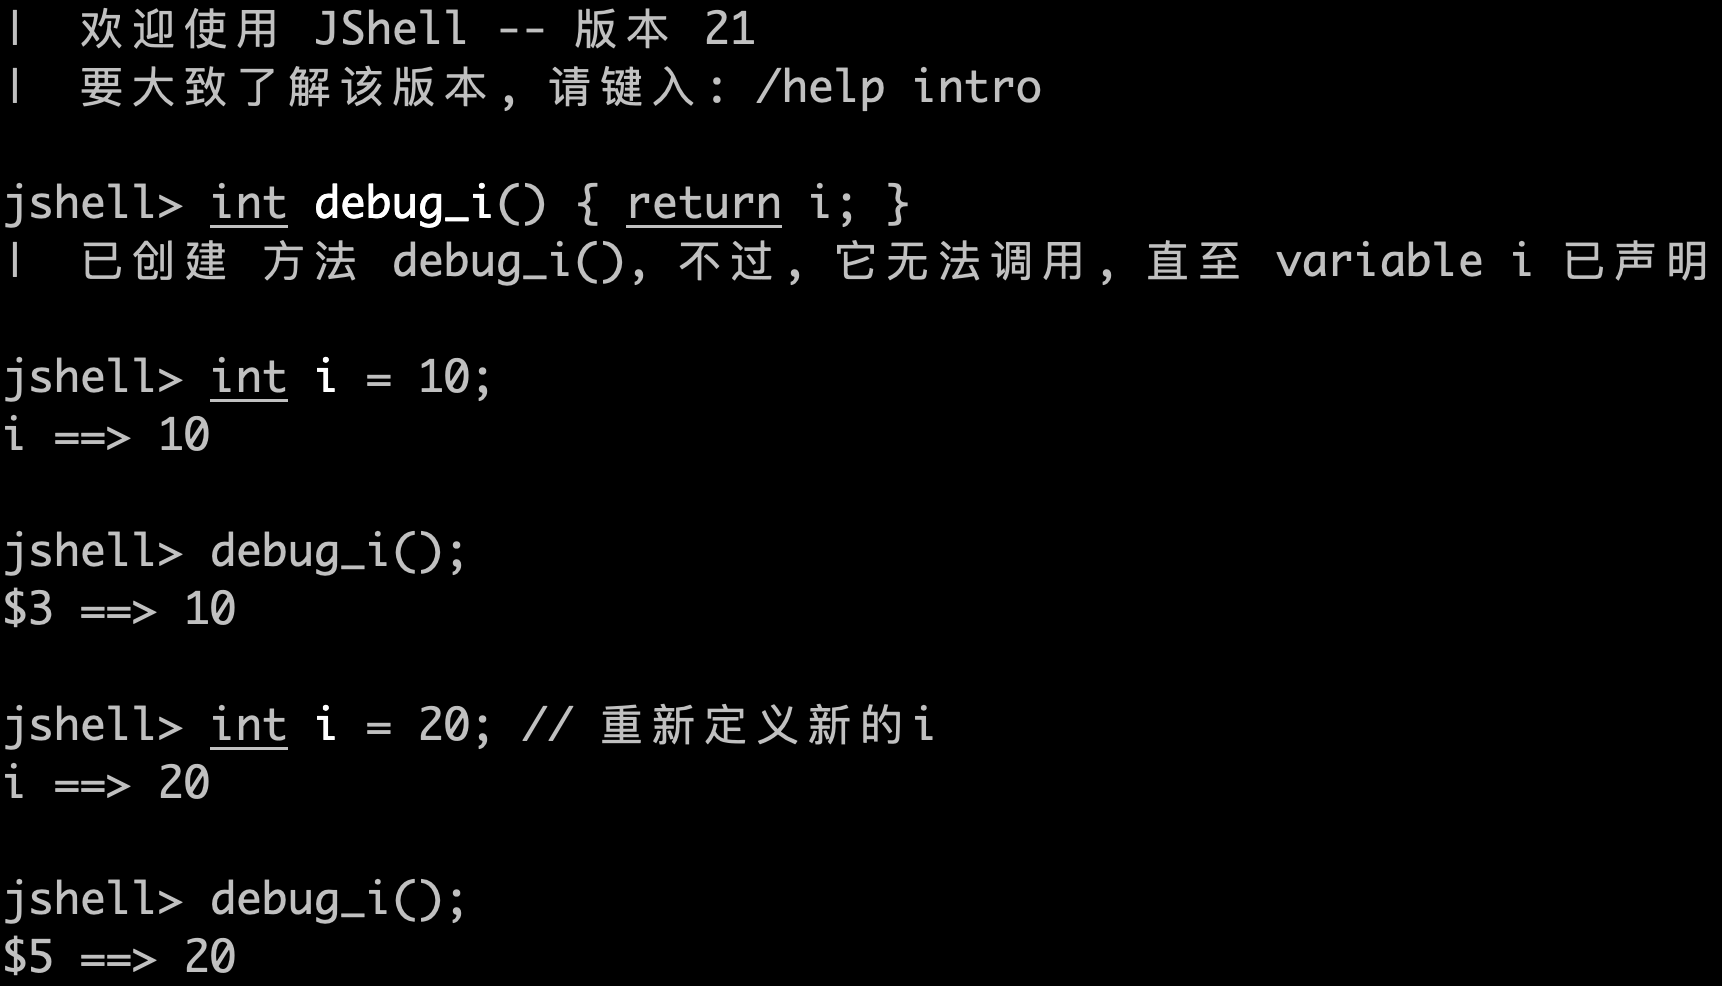 |  欢迎使用 JShell -- 版本 21
|  要大致了解该版本, 请键入: /help intro
jshell> int debug_i() { return i; }
|  已创建 方法 debug_i(), 不过, 它无法调用, 直至 variable i 已声明
jshell> int i = 10;
i ==> 10
jshell> debug_i();
$3 ==> 10
jshell> int i = 20; // 重新定义新的i
i ==> 20
jshell> debug_i();
$5 ==> 20